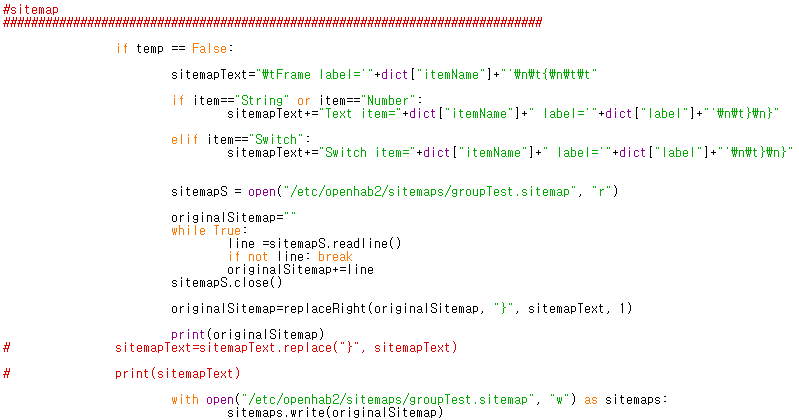 #sitemap
#############################################################################
if temp == False:
sitemapText="₩tFrame label='"+dict["itemName"]+"'₩n₩t{₩n₩t₩t"
if item=="String" or item=="Number":
sitemapText+="Text item="+dict["itemName"]+" label='"+dict["label"]+"'₩n₩t}₩n}"
elif item=="Switch":
sitemapText+="Switch item="+dict["itemName"]+" label='"+dict["label"]+"'₩n₩t}₩n}"
sitemapS = open("/etc/openhab2/sitemaps/groupTest.sitemap", "r")
originalSitemap=""
while True:
line =sitemapS.readline()
if not line: break
originalSitemap+=line
sitemapS.close()
originalSitemap=replaceRight(originalSitemap, "}", sitemapText, 1)
print(originalSitemap)
# sitemapText=sitemapText.replace("}", sitemapText)
# print(sitemapText)
with open("/etc/openhab2/sitemaps/groupTest.sitemap", "w") as sitemaps:
sitemaps.write(originalSitemap)